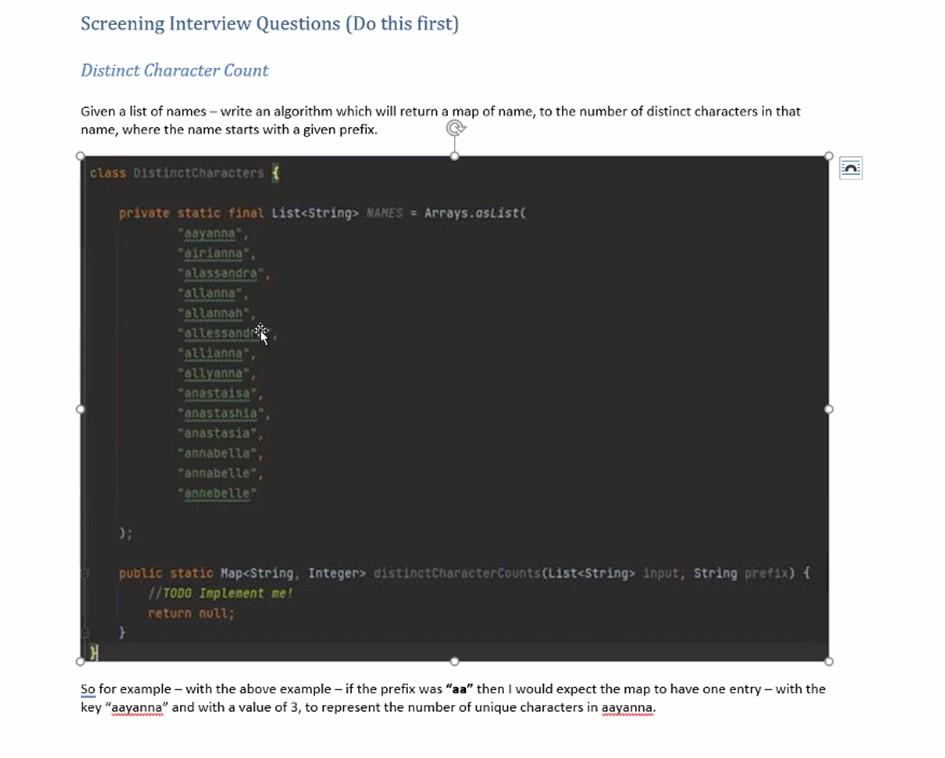 Screening Interview Questions (Do this first)
Distinct Character Count
Given a list of names – write an algorithm which will return a map of name, to the number of distinct characters in that
name, where the name starts with a given prefix.
class DistinctCharacters {
private static final List<String> NAMES = Arrays.asList(
"aayanna",
"airianna",
"alassandra",
"allanna",
"allannah",
"allianna",
"allyanna",
"anastaisa",
"anastashia",
"anastasia",
"annabella",
"annabelle",
"annebelle"
);
public static Map<String, Integer> distinctCharacterCounts(List<String> input, String prefix) {
//TODO Implement me!
return null;
}
}
So for example – with the above example – if the prefix was “aa” then I would expect the map to have one entry – with the
key “aayanna” and with a value of 3, to represent the number of unique characters in aayanna.